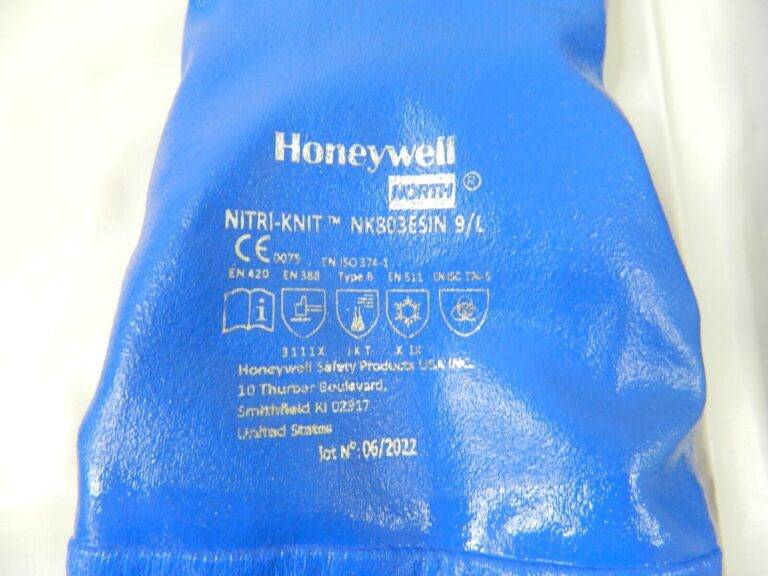 Honeywell
NORTH ®
NITRI-KNIT™ NK803ESIN 9/L
CE 0075 EN ISO 374-1
EN 420 EN 388 Type B EN 511 EN ISO 374-5
i
3111X JKT X1X
Honeywell Safety Products USA INC.
10 Thurber Boulevard,
Smithfield RI 02917
United States
lot N°: 06/2022